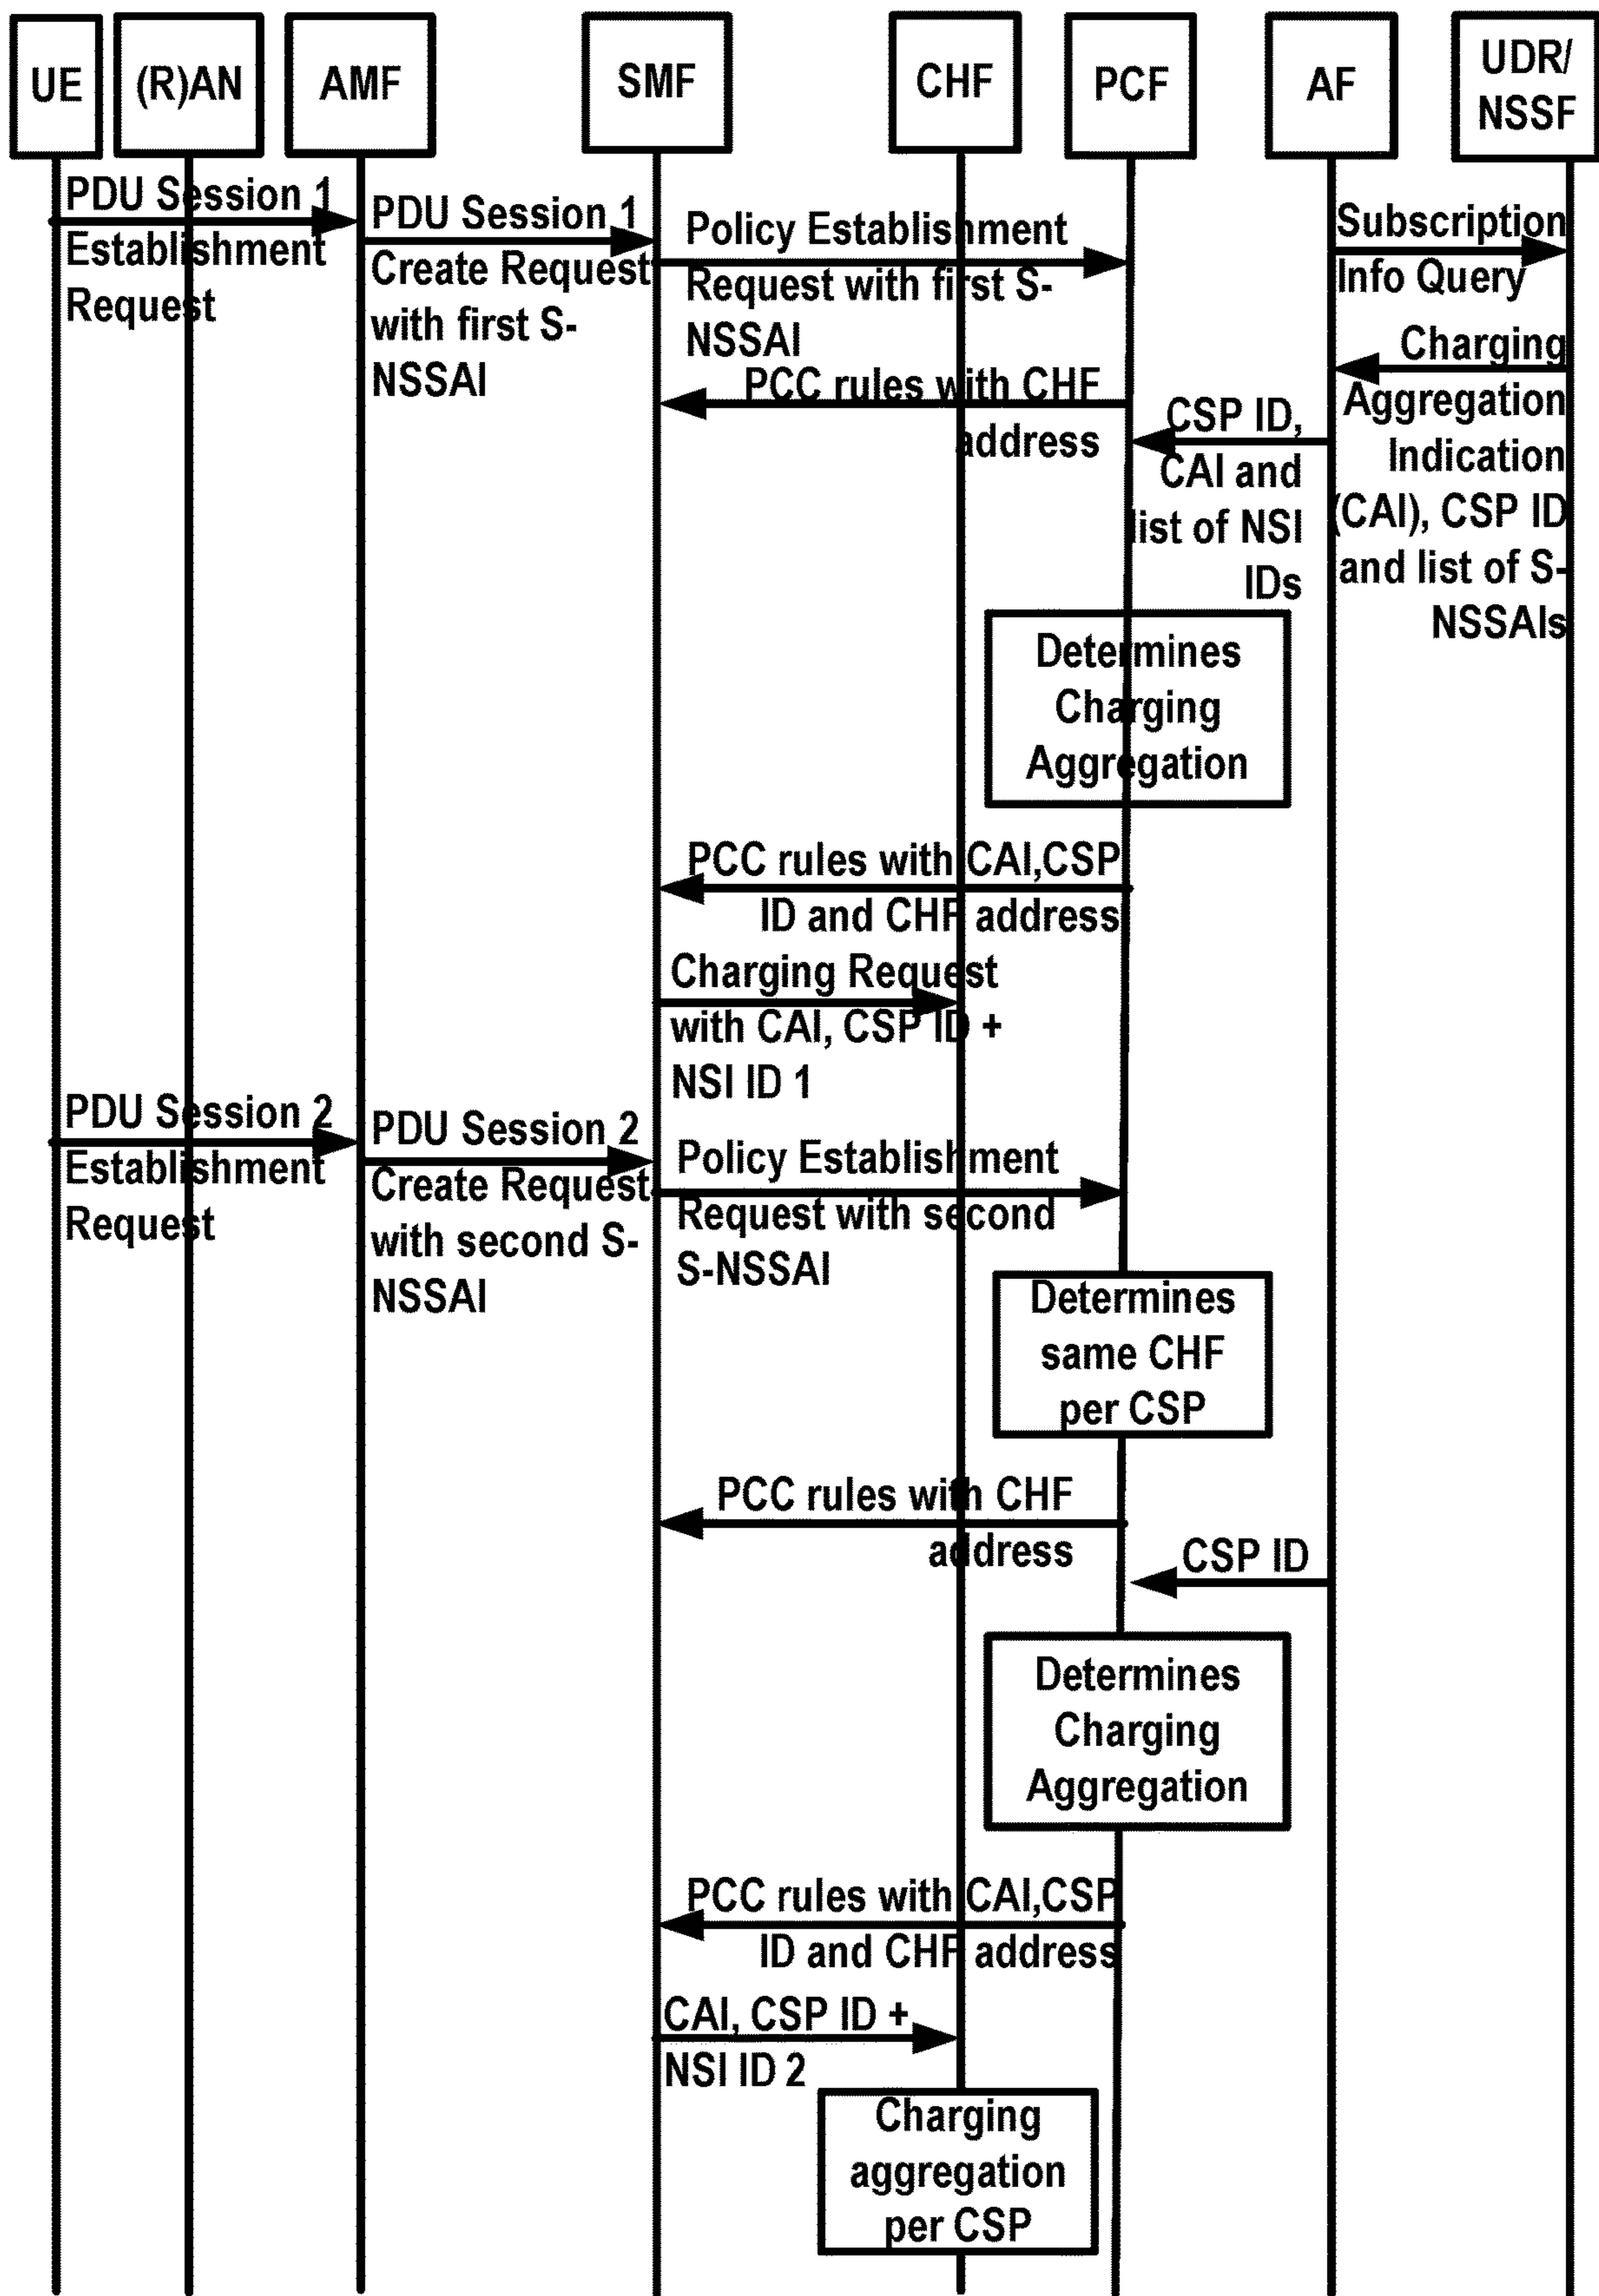 UE
(R)AN
AMF
SMF
CHF
PCF
AF
UDR/
NSSF
PDU Session 1
Establishment
Request
PDU Session 1
Create Request
with first S-
NSSAI
Policy Establishment
Request with first S-
NSSAI
Subscription
Info Query
Charging
Aggregation
Indication
(CAI), CSP ID
and list of S-
NSSAIs
PCC rules with CHF
address
CSP ID,
CAI and
list of NSI
IDs
Determines
Charging
Aggregation
PCC rules with CAI,CSP
ID and CHF address
Charging Request
with CAI, CSP ID +
NSI ID 1
PDU Session 2
Establishment
Request
PDU Session 2
Create Request
with second S-
NSSAI
Policy Establishment
Request with second
S-NSSAI
Determines
same CHF
per CSP
PCC rules with CHF
address
CSP ID
Determines
Charging
Aggregation
PCC rules with CAI,CSP
ID and CHF address
CAI, CSP ID +
NSI ID 2
Charging
aggregation
per CSP